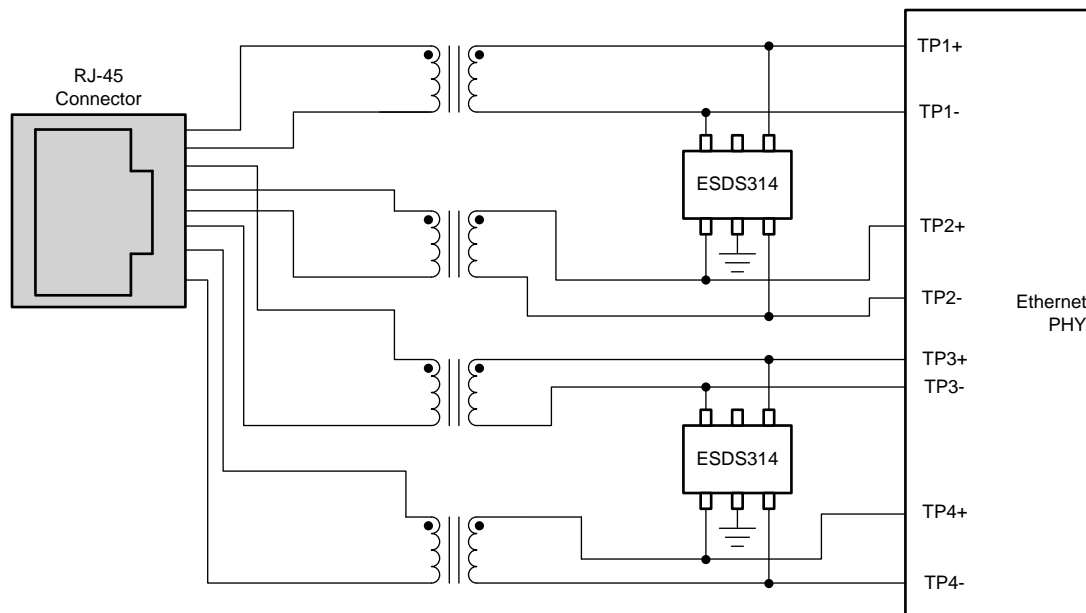 RJ-45
Connector
TP1+
TP1-
ESDS314
TP2+
TP2-
Ethernet
PHY
TP3+
TP3-
ESDS314
TP4+
TP4-